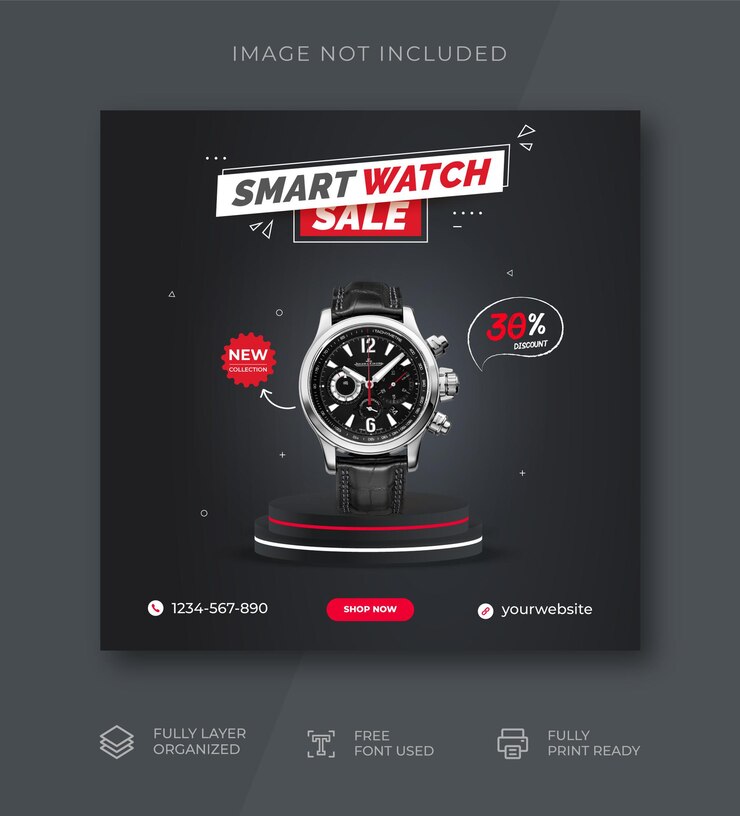 IMAGE NOT INCLUDED
SMART WATCH
SALE
NEW
COLLECTION
30%
DISCOUNT
TACHYMETRE
12
6
1234-567-890
SHOP NOW
yourwebsite
FULLY LAYER
ORGANIZED
FREE
FONT USED
FULLY
PRINT READY